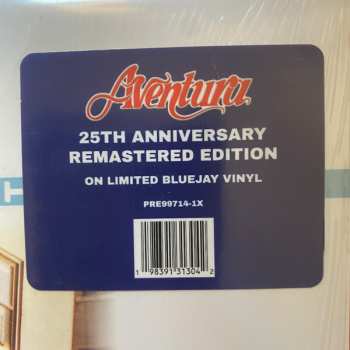 Aventura
25TH ANNIVERSARY
REMASTERED EDITION
ON LIMITED BLUEJAY VINYL
PRE99714-1X
1 98391 31304 2